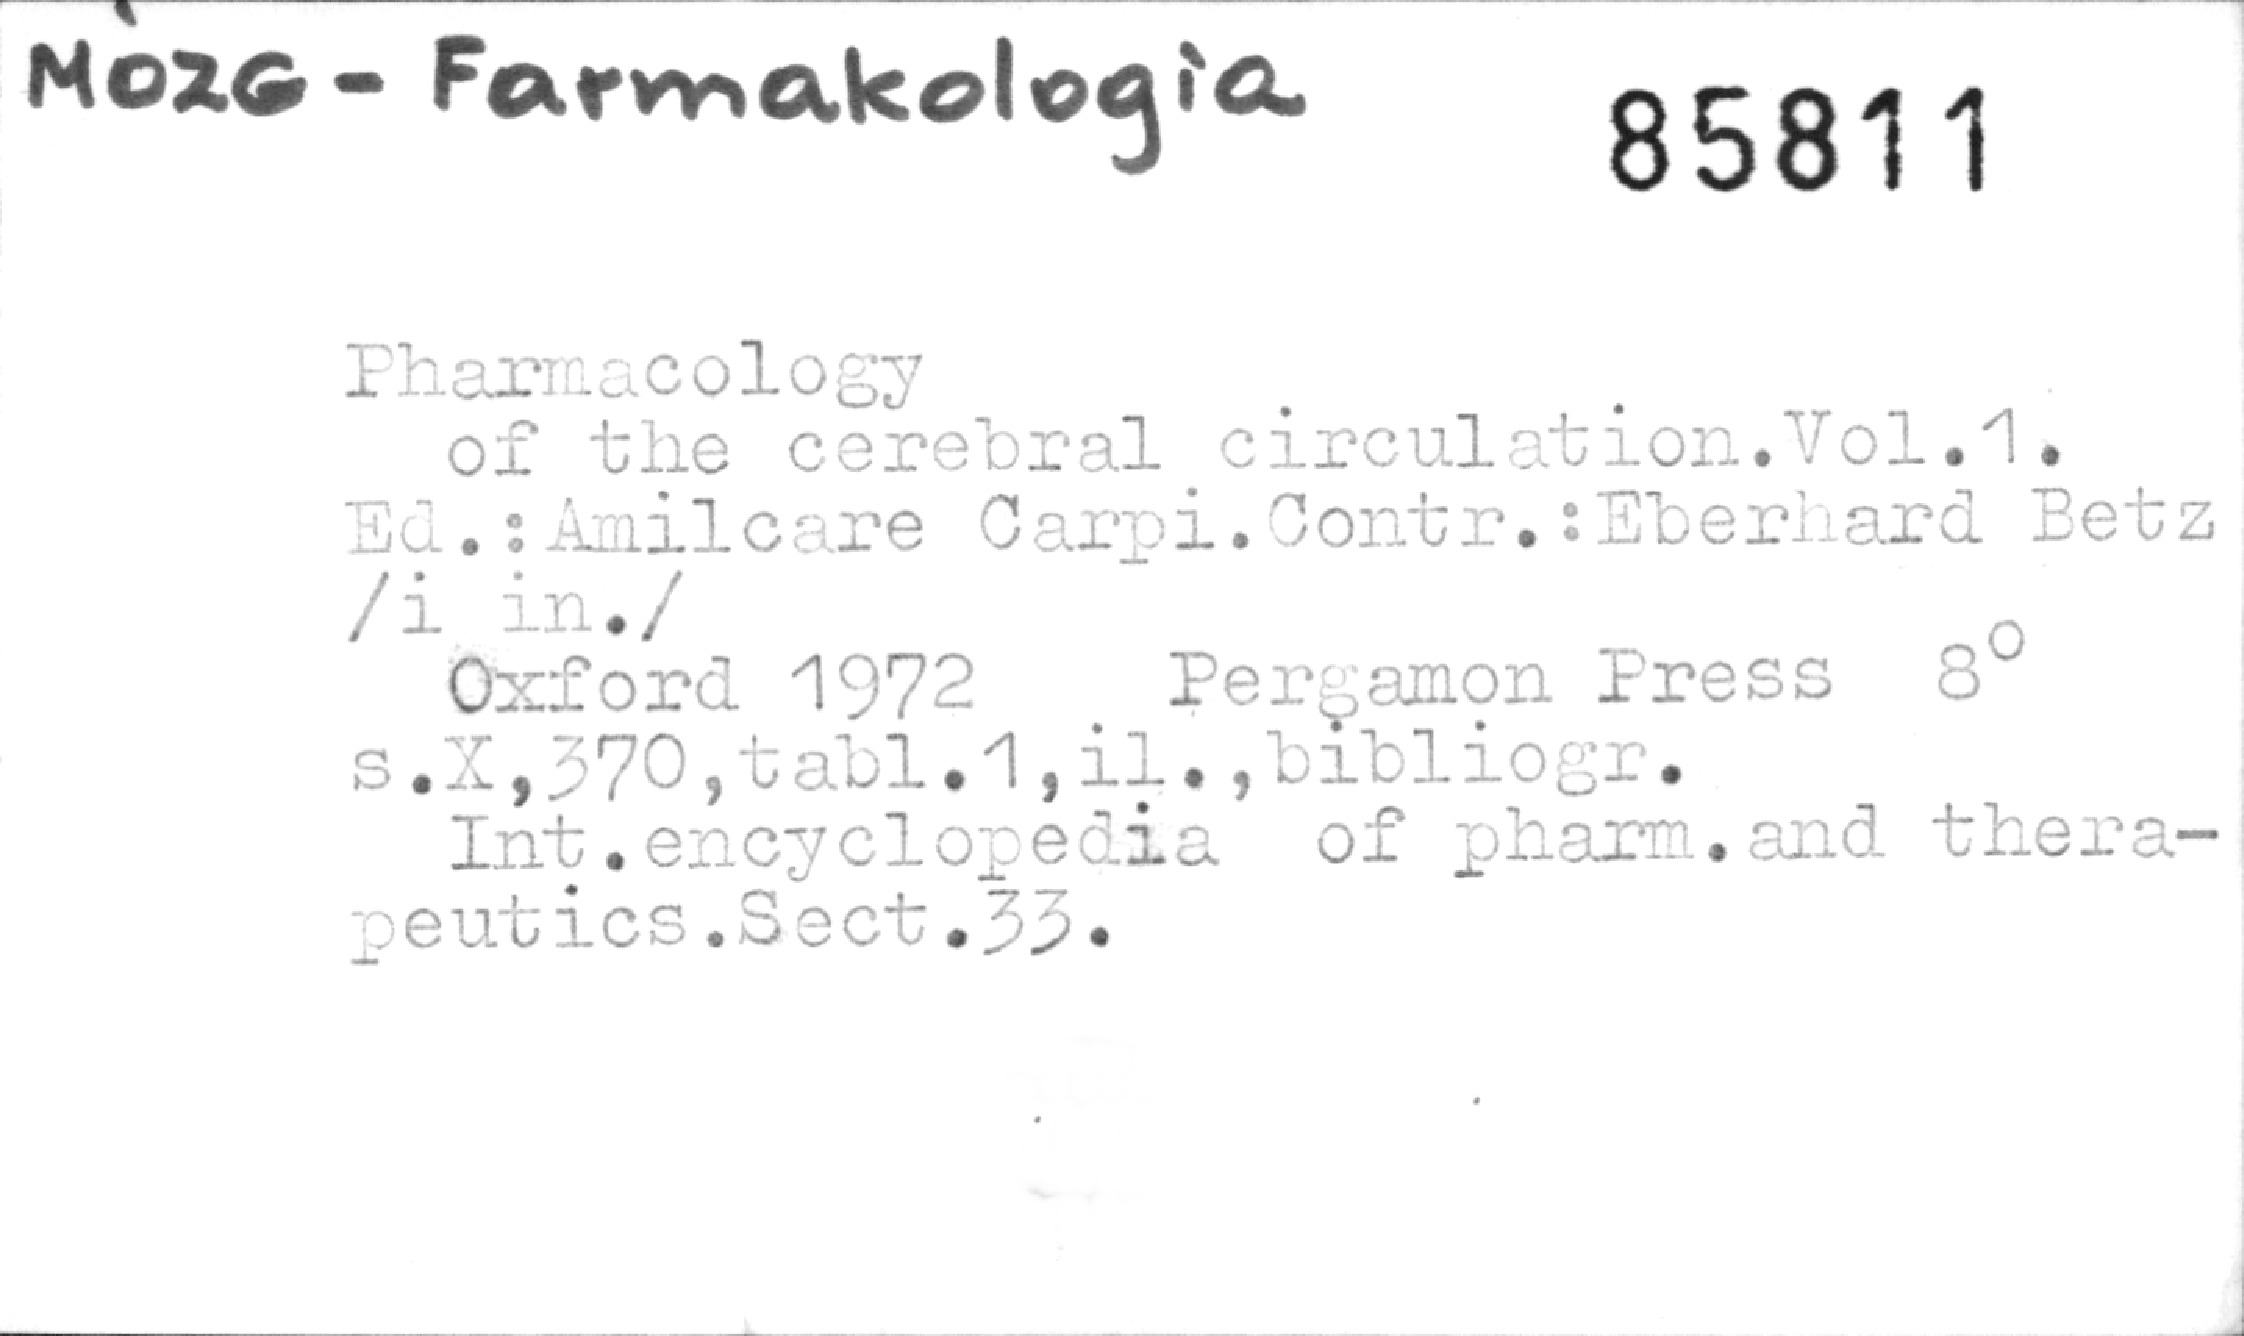 MÓZG - Farmakologia
85811
Pharmacology
of the cerebral circulation.Vol.1.
Ed.:Amilcare Carpi.Contr.:Eberhard Betz
/i in./
Oxford 1972 Pergamon Press 8°
s.X,370,tabl.1,il.,bibliogr.
Int.encyclopedia of pharm.and thera-
peutics.Sect.33.